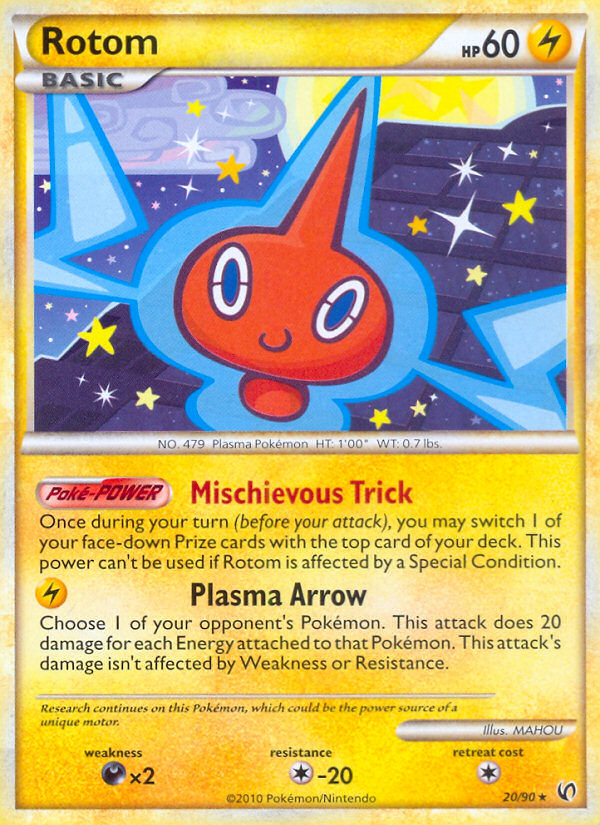 Rotom
HP 60
BASIC
NO. 479 Plasma Pokémon HT: 1'00" WT: 0.7 lbs.
Poké-POWER Mischievous Trick
Once during your turn (before your attack), you may switch 1 of
your face-down Prize cards with the top card of your deck. This
power can't be used if Rotom is affected by a Special Condition.
Plasma Arrow
Choose 1 of your opponent's Pokémon. This attack does 20
damage for each Energy attached to that Pokémon. This attack's
damage isn't affected by Weakness or Resistance.
Research continues on this Pokémon, which could be the power source of a
unique motor.
Illus. MAHOU
weakness resistance retreat cost
×2 -20
©2010 Pokémon/Nintendo 20/90 ★